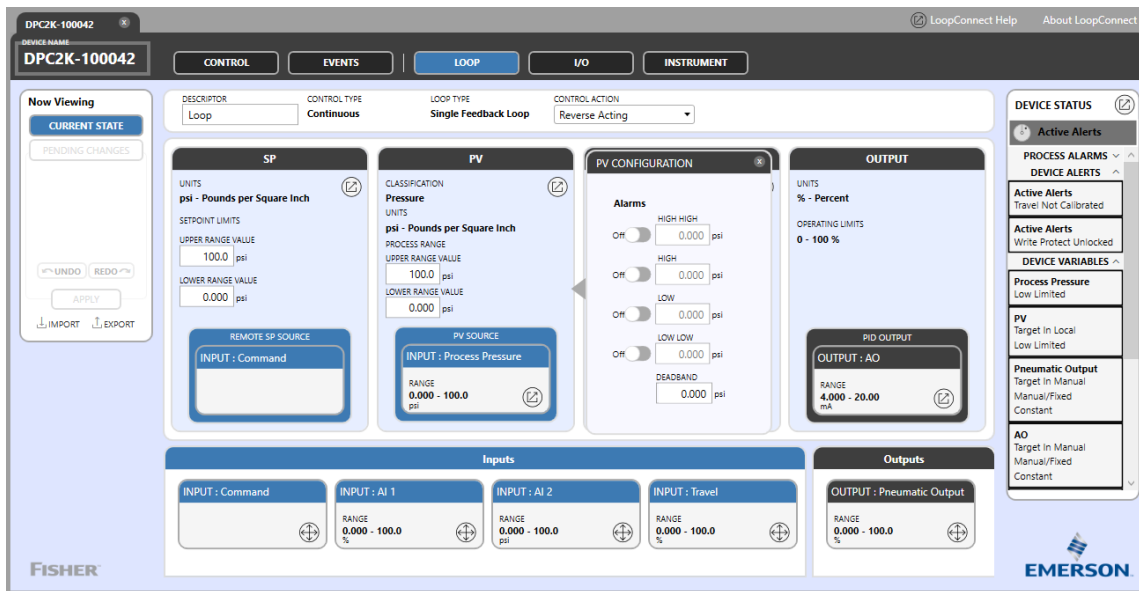 DPC2K-100042
LoopConnect Help
About LoopConnect
DEVICE NAME
DPC2K-100042
CONTROL
EVENTS
LOOP
I/O
INSTRUMENT
Now Viewing
CURRENT STATE
PENDING CHANGES
UNDO
REDO
APPLY
IMPORT
EXPORT
DESCRIPTOR
Loop
CONTROL TYPE
Continuous
LOOP TYPE
Single Feedback Loop
CONTROL ACTION
Reverse Acting
SP
UNITS
psi - Pounds per Square Inch
SETPOINT LIMITS
UPPER RANGE VALUE
100.0 psi
LOWER RANGE VALUE
0.000 psi
REMOTE SP SOURCE
INPUT : Command
PV
CLASSIFICATION
Pressure
UNITS
psi - Pounds per Square Inch
PROCESS RANGE
UPPER RANGE VALUE
100.0 psi
LOWER RANGE VALUE
0.000 psi
PV SOURCE
INPUT : Process Pressure
RANGE
0.000 - 100.0
psi
PV CONFIGURATION
Alarms
HIGH HIGH
Off 0.000 psi
HIGH
Off 0.000 psi
LOW
Off 0.000 psi
LOW LOW
Off 0.000 psi
DEADBAND
0.000 psi
OUTPUT
UNITS
% - Percent
OPERATING LIMITS
0 - 100 %
PID OUTPUT
OUTPUT : AO
RANGE
4.000 - 20.00
mA
Inputs
INPUT : Command
INPUT : AI 1
RANGE
0.000 - 100.0
%
INPUT : AI 2
RANGE
0.000 - 100.0
psi
INPUT : Travel
RANGE
0.000 - 100.0
%
Outputs
OUTPUT : Pneumatic Output
RANGE
0.000 - 100.0
%
DEVICE STATUS
Active Alerts
PROCESS ALARMS
DEVICE ALERTS
Active Alerts
Travel Not Calibrated
Active Alerts
Write Protect Unlocked
DEVICE VARIABLES
Process Pressure
Low Limited
PV
Target In Local
Low Limited
Pneumatic Output
Target In Manual
Manual/Fixed
Constant
AO
Target In Manual
Manual/Fixed
Constant
FISHER
EMERSON